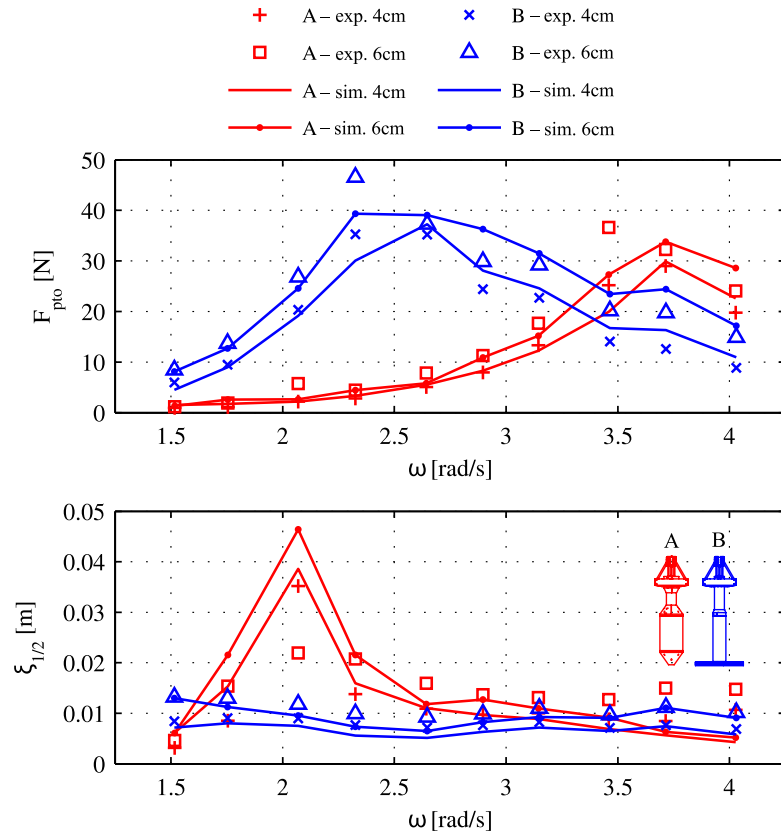 A – exp. 4cm
B – exp. 4cm
A – exp. 6cm
B – exp. 6cm
A – sim. 4cm
B – sim. 4cm
A – sim. 6cm
B – sim. 6cm
50
40
30
20
10
0
F_pto [N]
1.5 2 2.5 3 3.5 4
ω [rad/s]
0.05
0.04
0.03
0.02
0.01
0
ξ_1/2 [m]
A B
1.5 2 2.5 3 3.5 4
ω [rad/s]